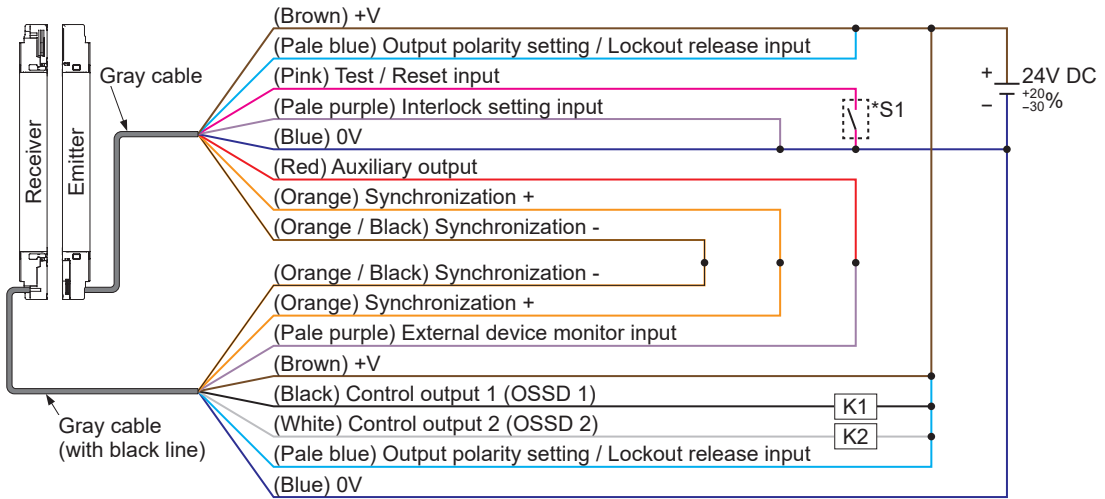 (Brown) +V
(Pale blue) Output polarity setting / Lockout release input
Gray cable
(Pink) Test / Reset input
+
24V DC
+20
−30%
−
(Pale purple) Interlock setting input
*S1
(Blue) 0V
Receiver
Emitter
(Red) Auxiliary output
(Orange) Synchronization +
(Orange / Black) Synchronization -
(Orange / Black) Synchronization -
(Orange) Synchronization +
(Pale purple) External device monitor input
(Brown) +V
(Black) Control output 1 (OSSD 1)
K1
Gray cable
(with black line)
(White) Control output 2 (OSSD 2)
K2
(Pale blue) Output polarity setting / Lockout release input
(Blue) 0V